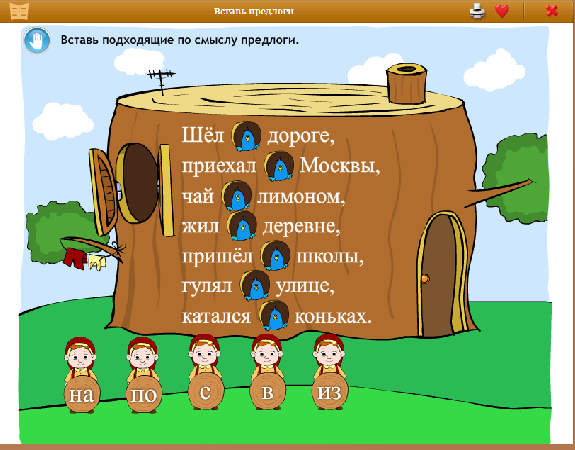 Вставь предлоги
Вставь подходящие по смыслу предлоги.
Шёл дороге,
приехал Москвы,
чай лимоном,
жил деревне,
пришёл школы,
гулял улице,
катался коньках.
на по с в из